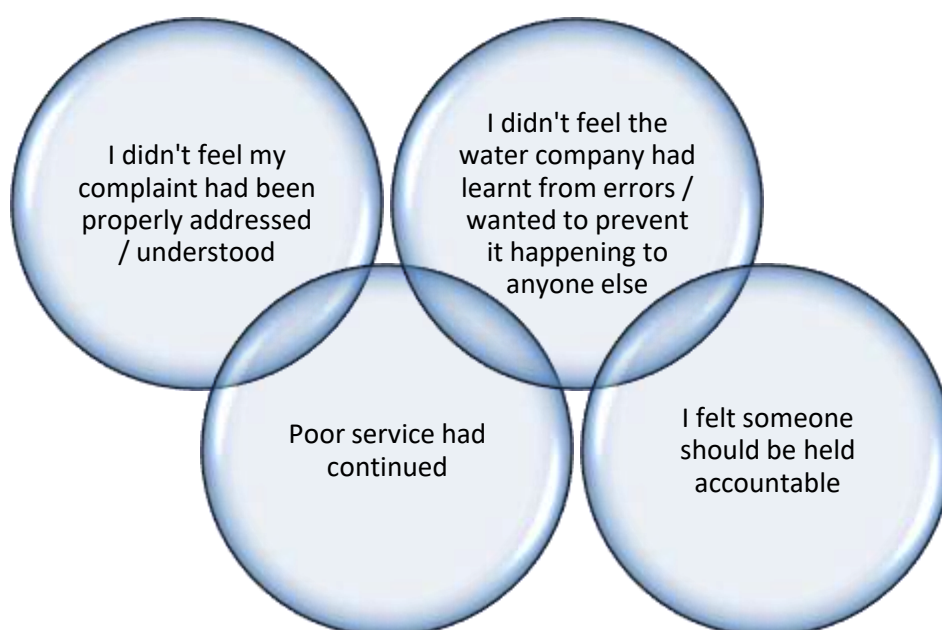 I didn't feel my
complaint had been
properly addressed
/ understood
I didn't feel the
water company had
learnt from errors /
wanted to prevent
it happening to
anyone else
Poor service had
continued
I felt someone
should be held
accountable